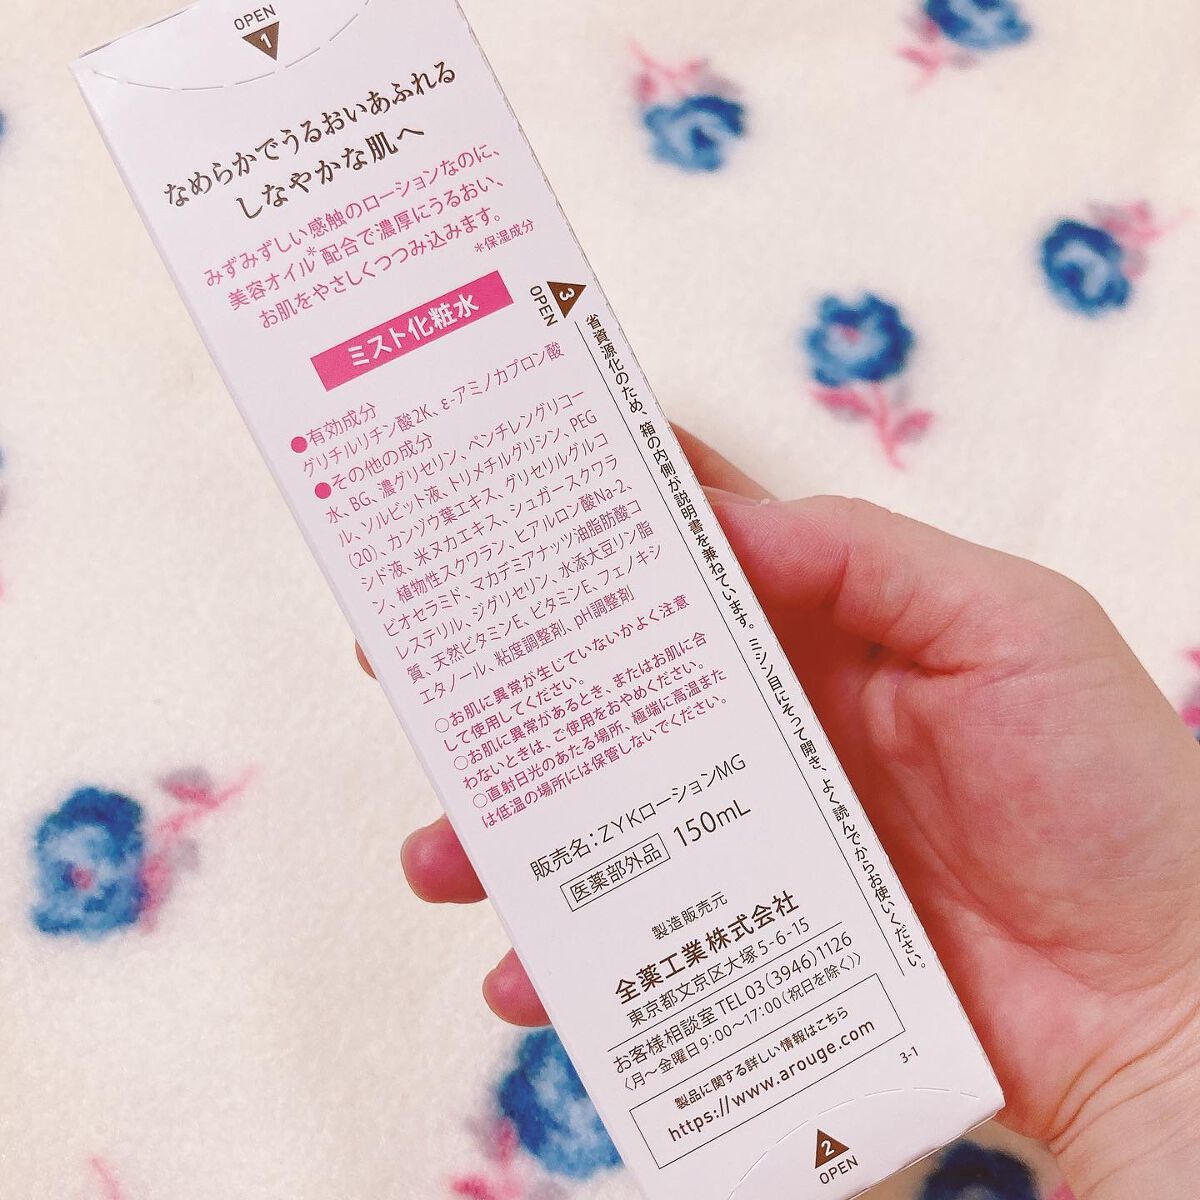 OPEN
1
なめらかでうるおいあふれる
しなやかな肌へ
みずみずしい感触のローションなのに、
美容オイル*配合で濃厚にうるおい、
お肌をやさしくつつみ込みます。
*保湿成分
ミスト化粧水
●有効成分
グリチルリチン酸2K、ε-アミノカプロン酸
●その他の成分
水、BG、濃グリセリン、ペンチレングリコー
ル、ソルビット液、トリメチルグリシン、PEG
(20)、カンゾウ葉エキス、グリセリルグルコ
シド液、米ヌカエキス、シュガースクワラ
ン、植物性スクワラン、ヒアルロン酸Na-2、
ビオセラミド、マカデミアナッツ油脂肪酸コ
レステリル、ジグリセリン、水添大豆リン脂
質、天然ビタミンE、ビタミンE、フェノキシ
エタノール、粘度調整剤、pH調整剤
○お肌に異常が生じていないかよく注意
して使用してください。
○お肌に異常があるとき、またはお肌に合
わないときは、ご使用をおやめください。
○直射日光のあたる場所、極端に高温また
は低温の場所には保管しないでください。
販売名：ZYKローションMG
医薬部外品 150mL
製造販売元
全薬工業株式会社
東京都文京区大塚5-6-15
お客様相談室 TEL03(3946)1126
〈月〜金曜日9:00〜17:00(祝日を除く)〉
製品に関する詳しい情報はこちら
https://www.arouge.com
3-1
2
OPEN
3
OPEN
省資源化のため、箱の内側が説明書を兼ねています。ミシン目にそって開き、よく読んでからお使いください。